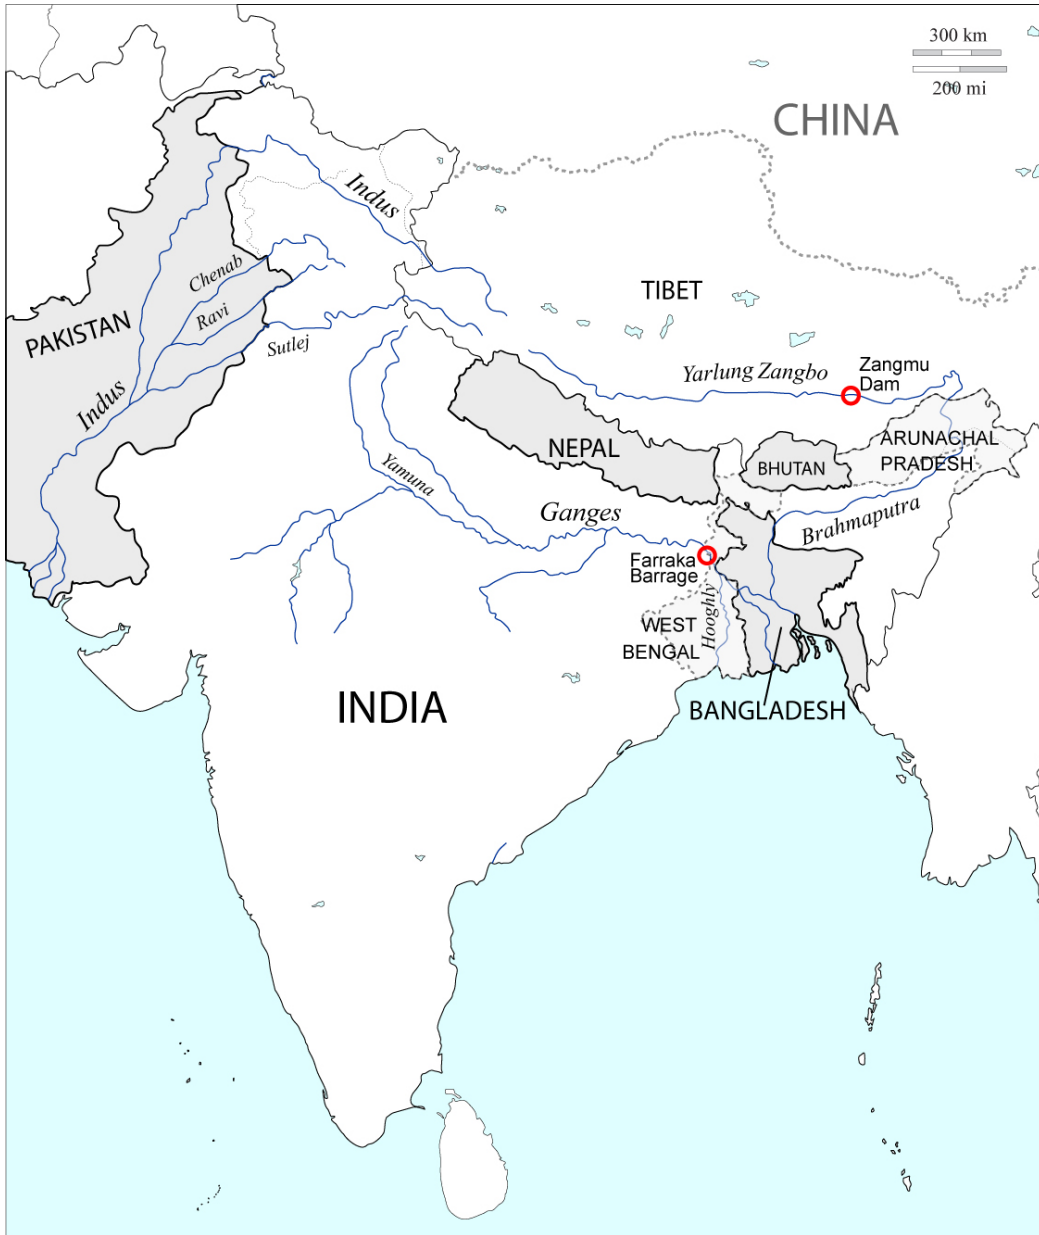 300 km
200 mi
CHINA
Indus
Chenab
TIBET
Ravi
PAKISTAN
Sutlej
Zangmu
Dam
Yarlung Zangbo
Indus
ARUNACHAL
PRADESH
NEPAL
BHUTAN
Yamuna
Ganges
Brahmaputra
Farraka
Barrage
Hooghly
WEST
BENGAL
INDIA
BANGLADESH